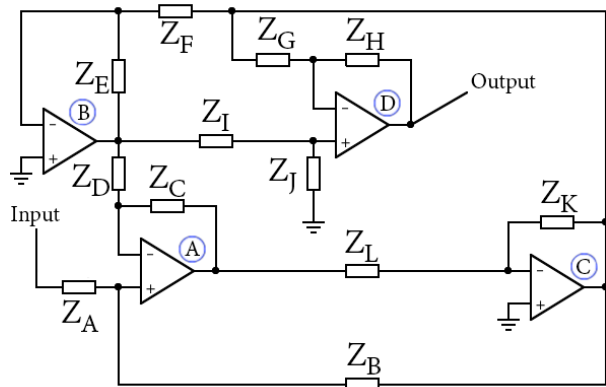 Z_F
Z_G Z_H
Output
Z_E
B
D
Z_I
- -
+ +
Z_D Z_C Z_J
Input
Z_K
A
Z_L
C
- -
+ +
Z_A
Z_B